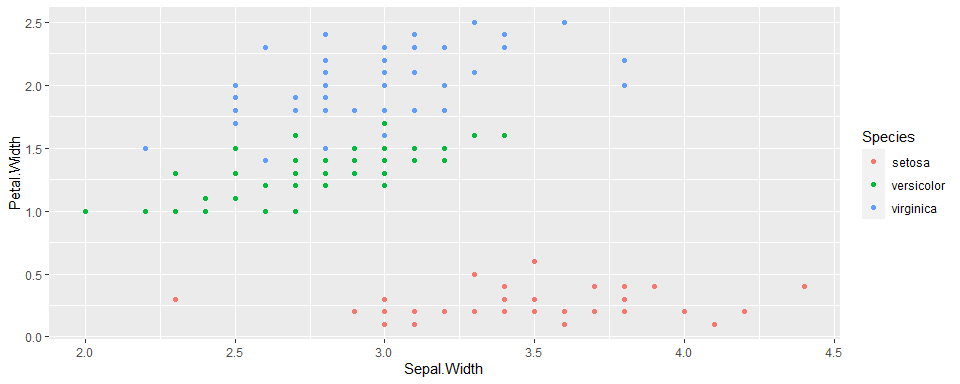 2.5
2.0
1.5
1.0
0.5
0.0
Petal.Width
2.0 2.5 3.0 3.5 4.0 4.5
Sepal.Width
Species
setosa
versicolor
virginica